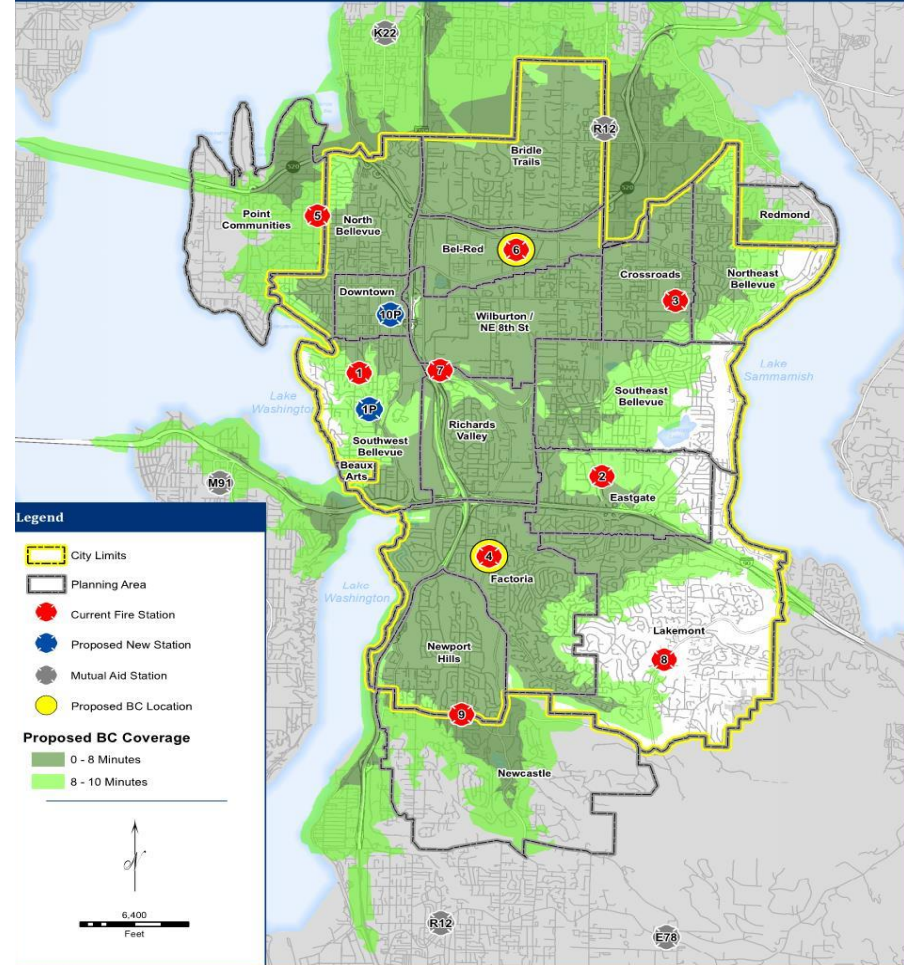 K22
R12
Bridle
Trails
520
520
Point
Communities
5
North
Bellevue
Redmond
Bel-Red
6
Crossroads
Northeast
Bellevue
3
Downtown
10P
Wilburton /
NE 8th St
1
7
Lake
Sammamish
Lake
Washington
1P
Southeast
Bellevue
Richards
Valley
Southwest
Bellevue
Beaux
Arts
M91
2
Eastgate
4
Factoria
Lake
Washington
Lakemont
8
Newport
Hills
9
Newcastle
R12
E78
Legend
City Limits
Planning Area
Current Fire Station
Proposed New Station
Mutual Aid Station
Proposed BC Location
Proposed BC Coverage
0 - 8 Minutes
8 - 10 Minutes
N
6,400
Feet